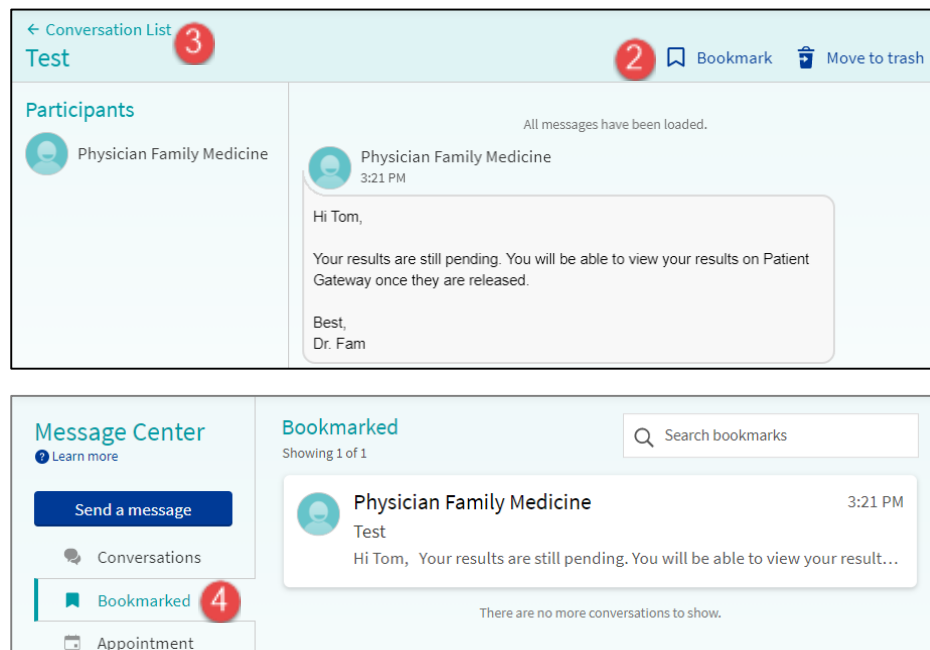 ← Conversation List
3
Test
2 Bookmark Move to trash
Participants
Physician Family Medicine
All messages have been loaded.
Physician Family Medicine
3:21 PM
Hi Tom,
Your results are still pending. You will be able to view your results on Patient
Gateway once they are released.
Best,
Dr. Fam
Message Center
? Learn more
Send a message
Conversations
Bookmarked 4
Appointment
Bookmarked
Showing 1 of 1
Search bookmarks
Physician Family Medicine 3:21 PM
Test
Hi Tom, Your results are still pending. You will be able to view your result...
There are no more conversations to show.